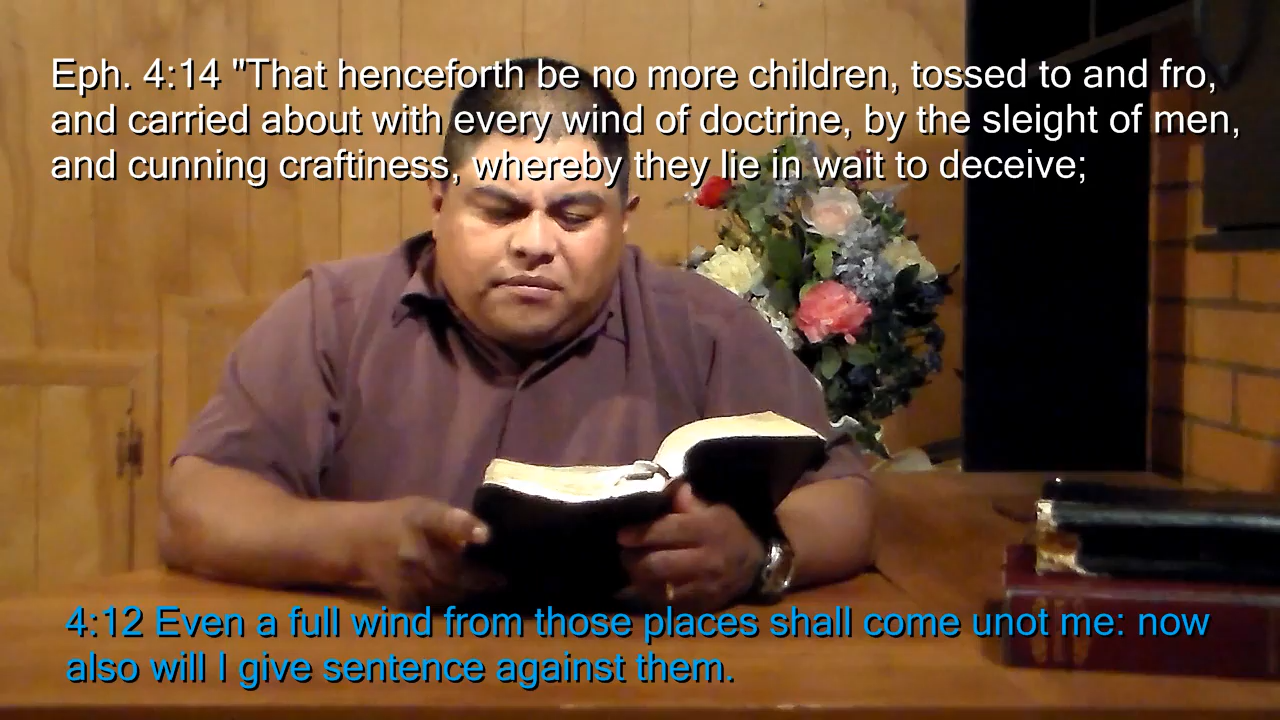 Eph. 4:14 "That henceforth be no more children, tossed to and fro,
and carried about with every wind of doctrine, by the sleight of men,
and cunning craftiness, whereby they lie in wait to deceive;
4:12 Even a full wind from those places shall come unot me: now
also will I give sentence against them.